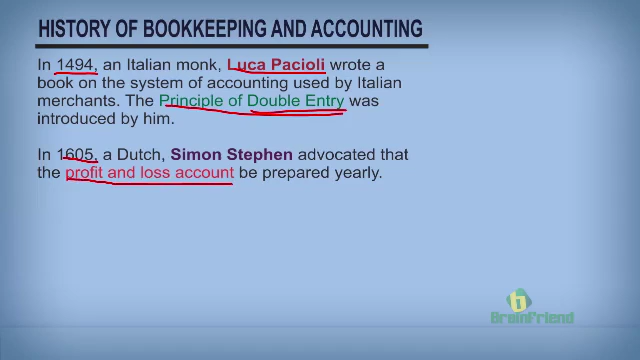 HISTORY OF BOOKKEEPING AND ACCOUNTING
In 1494, an Italian monk, Luca Pacioli wrote a
book on the system of accounting used by Italian
merchants. The Principle of Double Entry was
introduced by him.
In 1605, a Dutch, Simon Stephen advocated that
the profit and loss account be prepared yearly.
b
BrainFriend